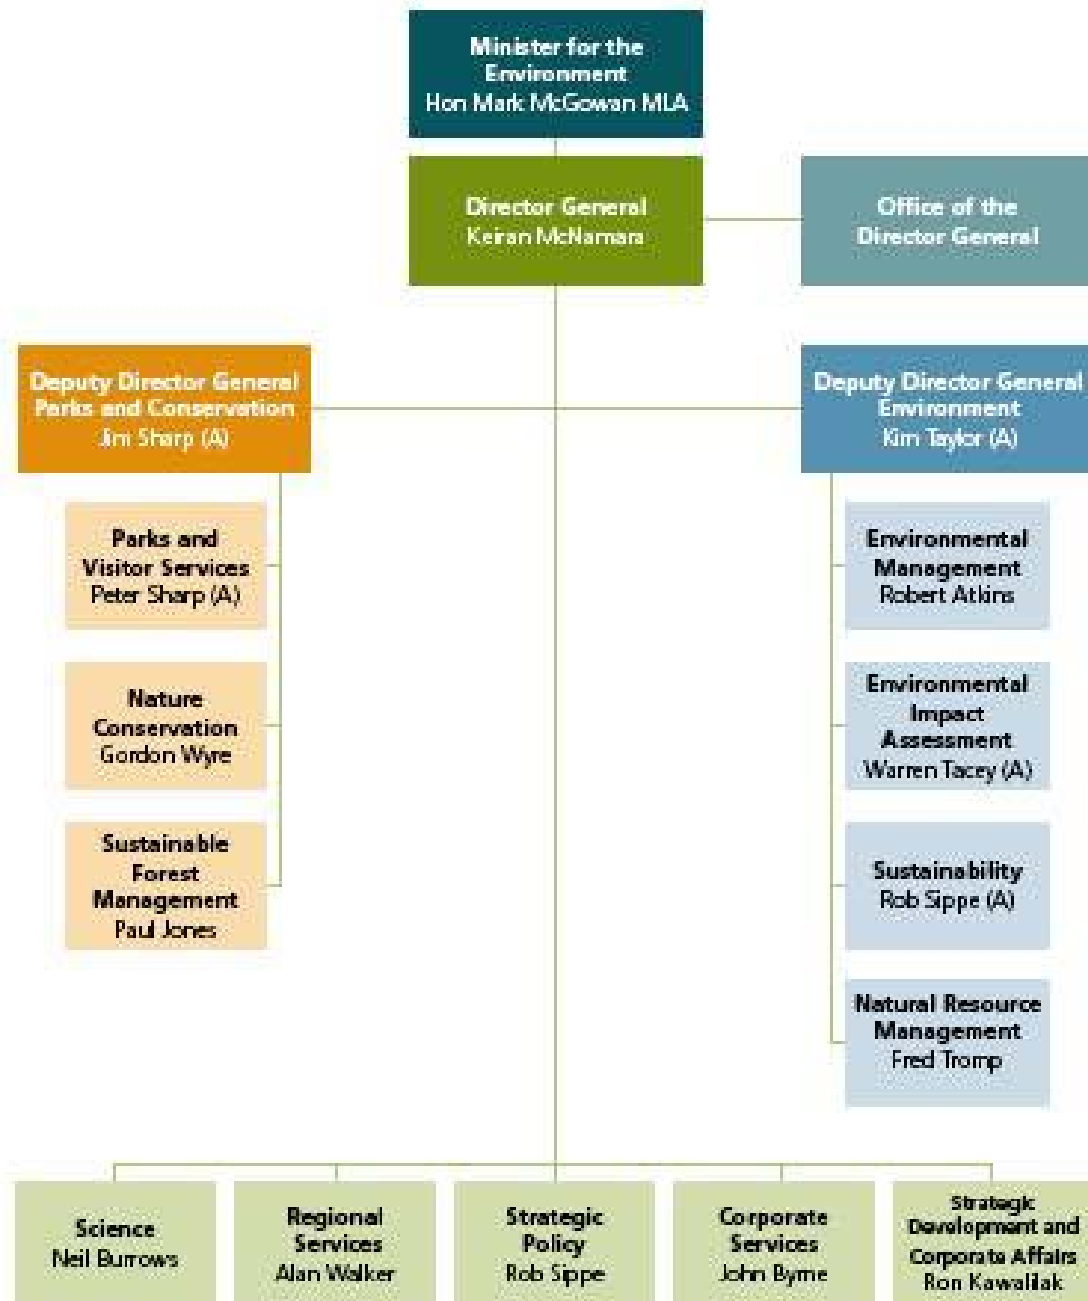 Minister for the
Environment
Hon Mark McGowan MLA
Director General
Keiran McNamara
Office of the
Director General
Deputy Director General
Parks and Conservation
Jim Sharp (A)
Deputy Director General
Environment
Kim Taylor (A)
Parks and
Visitor Services
Peter Sharp (A)
Nature
Conservation
Gordon Wyre
Sustainable
Forest
Management
Paul Jones
Environmental
Management
Robert Atkins
Environmental
Impact
Assessment
Warren Tacey (A)
Sustainability
Rob Sippe (A)
Natural Resource
Management
Fred Tromp
Science
Neil Burrows
Regional
Services
Alan Walker
Strategic
Policy
Rob Sippe
Corporate
Services
John Byrne
Strategic
Development and
Corporate Affairs
Ron Kawalilak